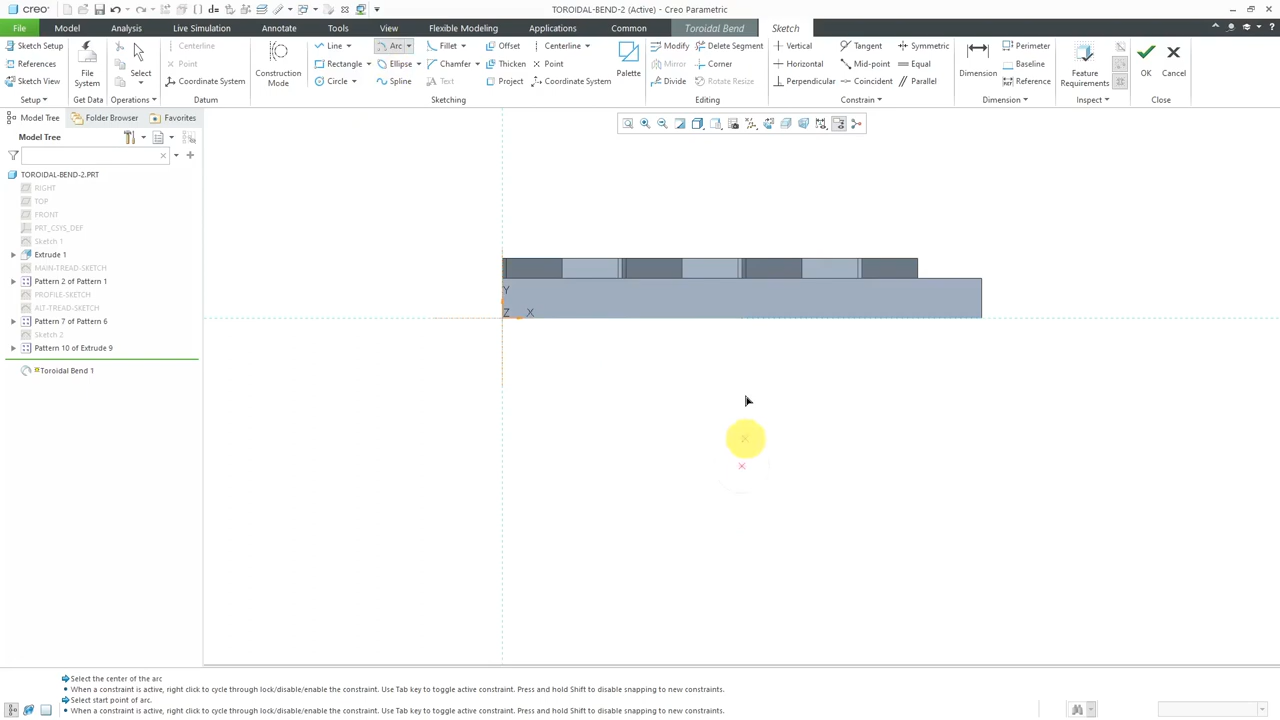 creo
TOROIDAL-BEND-2 (Active) - Creo Parametric
File Model Analysis Live Simulation Annotate Tools View Flexible Modeling Applications Common Toroidal Bend Sketch
Sketch Setup Centerline Line Arc Fillet Offset Centerline Modify Delete Segment Vertical Tangent Symmetric Perimeter
References File System Select Point Construction Mode Rectangle Ellipse Chamfer Thicken Point Palette Mirror Corner Horizontal Mid-point Equal Dimension Baseline Feature Requirements OK Cancel
Sketch View Coordinate System Circle Spline Text Project Coordinate System Divide Rotate Resize Perpendicular Coincident Parallel Reference
Setup Get Data Operations Datum Sketching Editing Constrain Dimension Inspect Close
Model Tree Folder Browser Favorites
Model Tree
TOROIDAL-BEND-2.PRT
RIGHT
TOP
FRONT
PRT_CSYS_DEF
Sketch 1
Extrude 1
MAIN-TREAD-SKETCH
Pattern 2 of Pattern 1
PROFILE-SKETCH
ALT-TREAD-SKETCH
Pattern 7 of Pattern 6
Sketch 2
Pattern 10 of Extrude 9
Toroidal Bend 1
Y
Z X
Select the center of the arc
• When a constraint is active, right click to cycle through lock/disable/enable the constraint. Use Tab key to toggle active constraint. Press and hold Shift to disable snapping to new constraints.
Select start point of arc.
• When a constraint is active, right click to cycle through lock/disable/enable the constraint. Use Tab key to toggle active constraint. Press and hold Shift to disable snapping to new constraints.